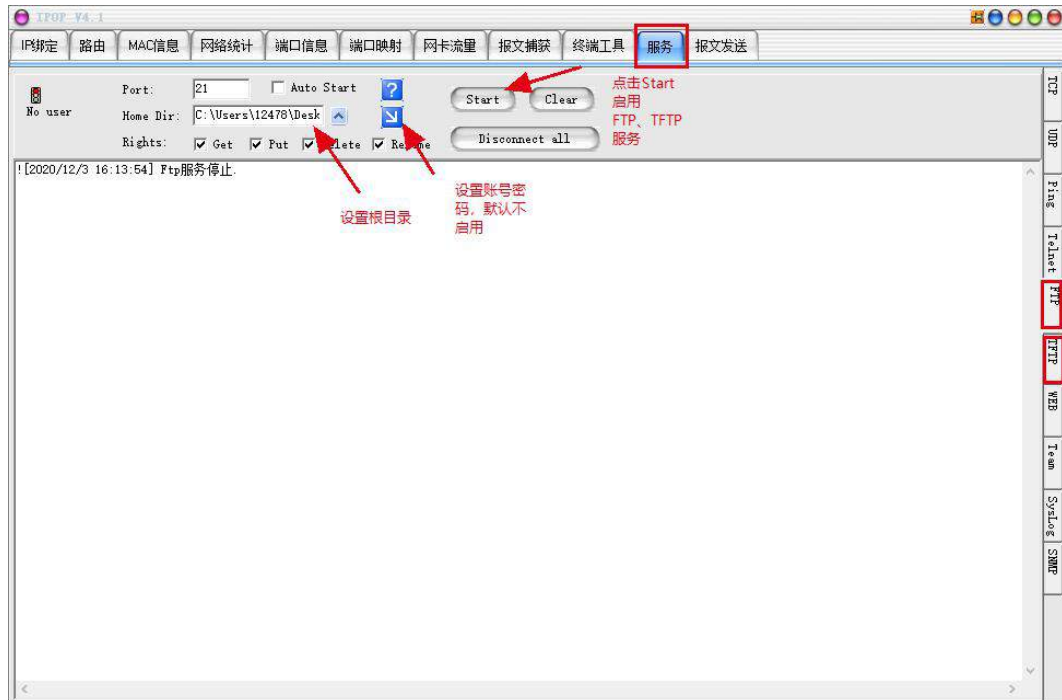 IPOP V4.1
IP绑定 路由 MAC信息 网络统计 端口信息 端口映射 网卡流量 报文捕获 终端工具 服务 报文发送
No user
Port: 21 Auto Start ?
Home Dir: C:\Users\12478\Desk
Rights: Get Put
Start Clear
Disconnect all
点击Start
启用
FTP、TFTP
服务
![2020/12/3 16:13:54] Ftp服务停止.
设置根目录
设置账号密
码，默认不
启用
TCP
UDP
Ping
Telnet
FTP
TFTP
WEB
Team
SysLog
SNMP